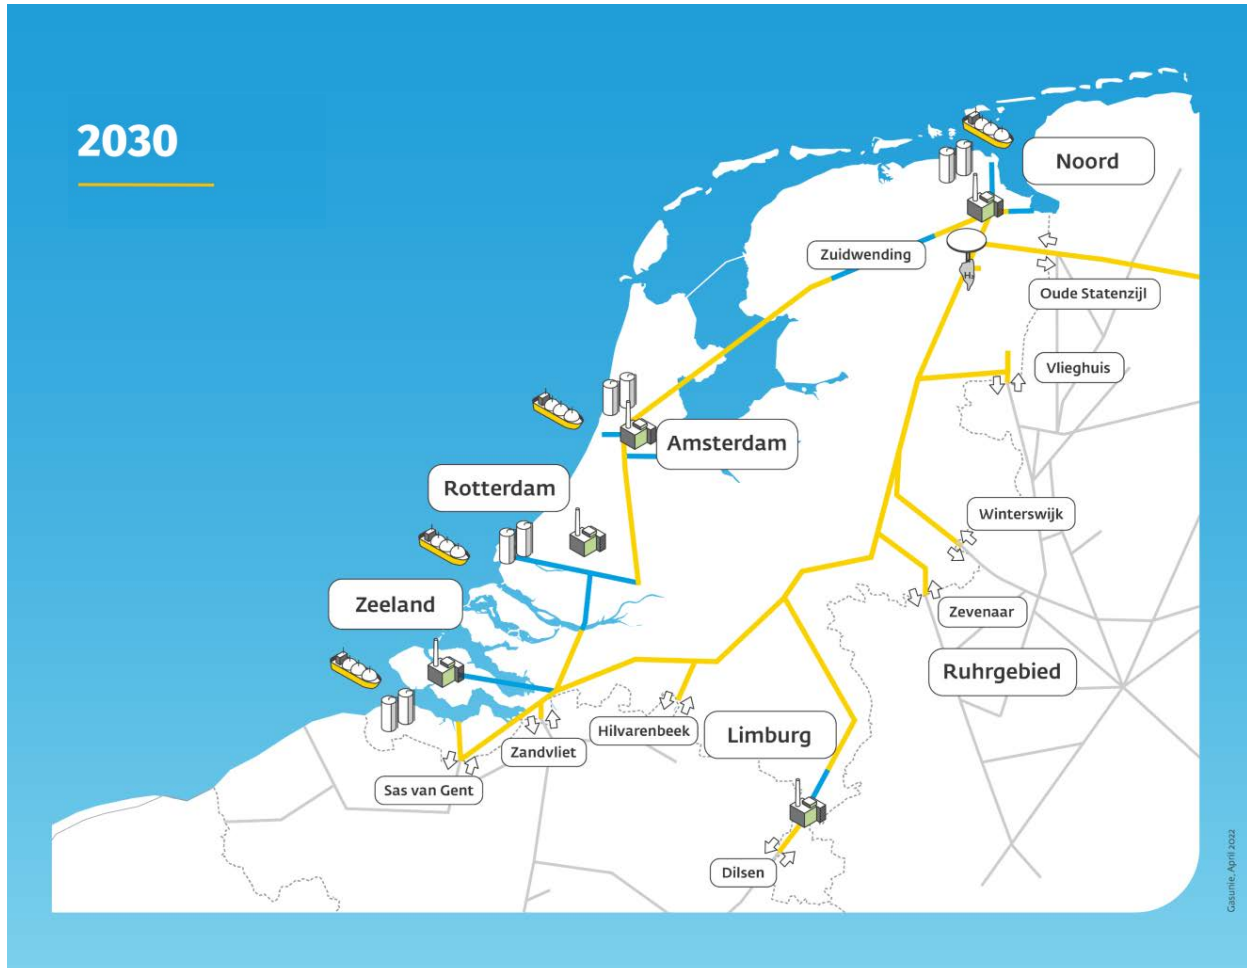 2030
Noord
Zuidwending
Oude Statenzijl
Vlieghuis
Amsterdam
Rotterdam
Winterswijk
Zeeland
Zevenaar
Ruhrgebied
Hilvarenbeek
Limburg
Zandvliet
Sas van Gent
Dilsen
H₂
Gasunie, April 2022